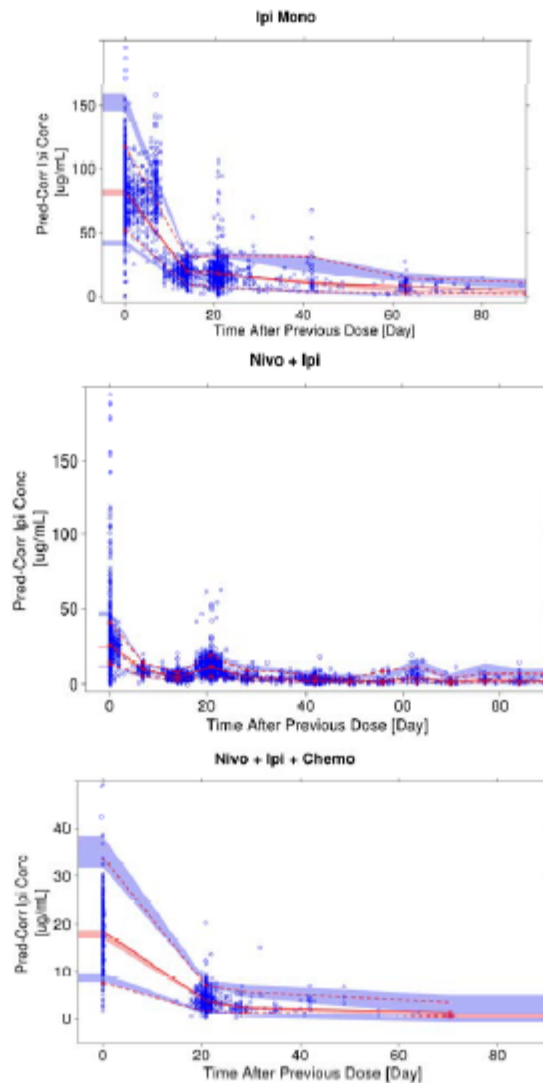 Ipi Mono
Pred-Corr Ipi Conc
[ug/mL]
150
100
50
0
0 20 40 60 80
Time After Previous Dose [Day]
Nivo + Ipi
Pred-Corr Ipi Conc
[ug/mL]
150
100
50
0
0 20 40 60 80
Time After Previous Dose [Day]
Nivo + Ipi + Chemo
Pred-Corr Ipi Conc
[ug/mL]
40
30
20
10
0
0 20 40 60 80
Time After Previous Dose [Day]